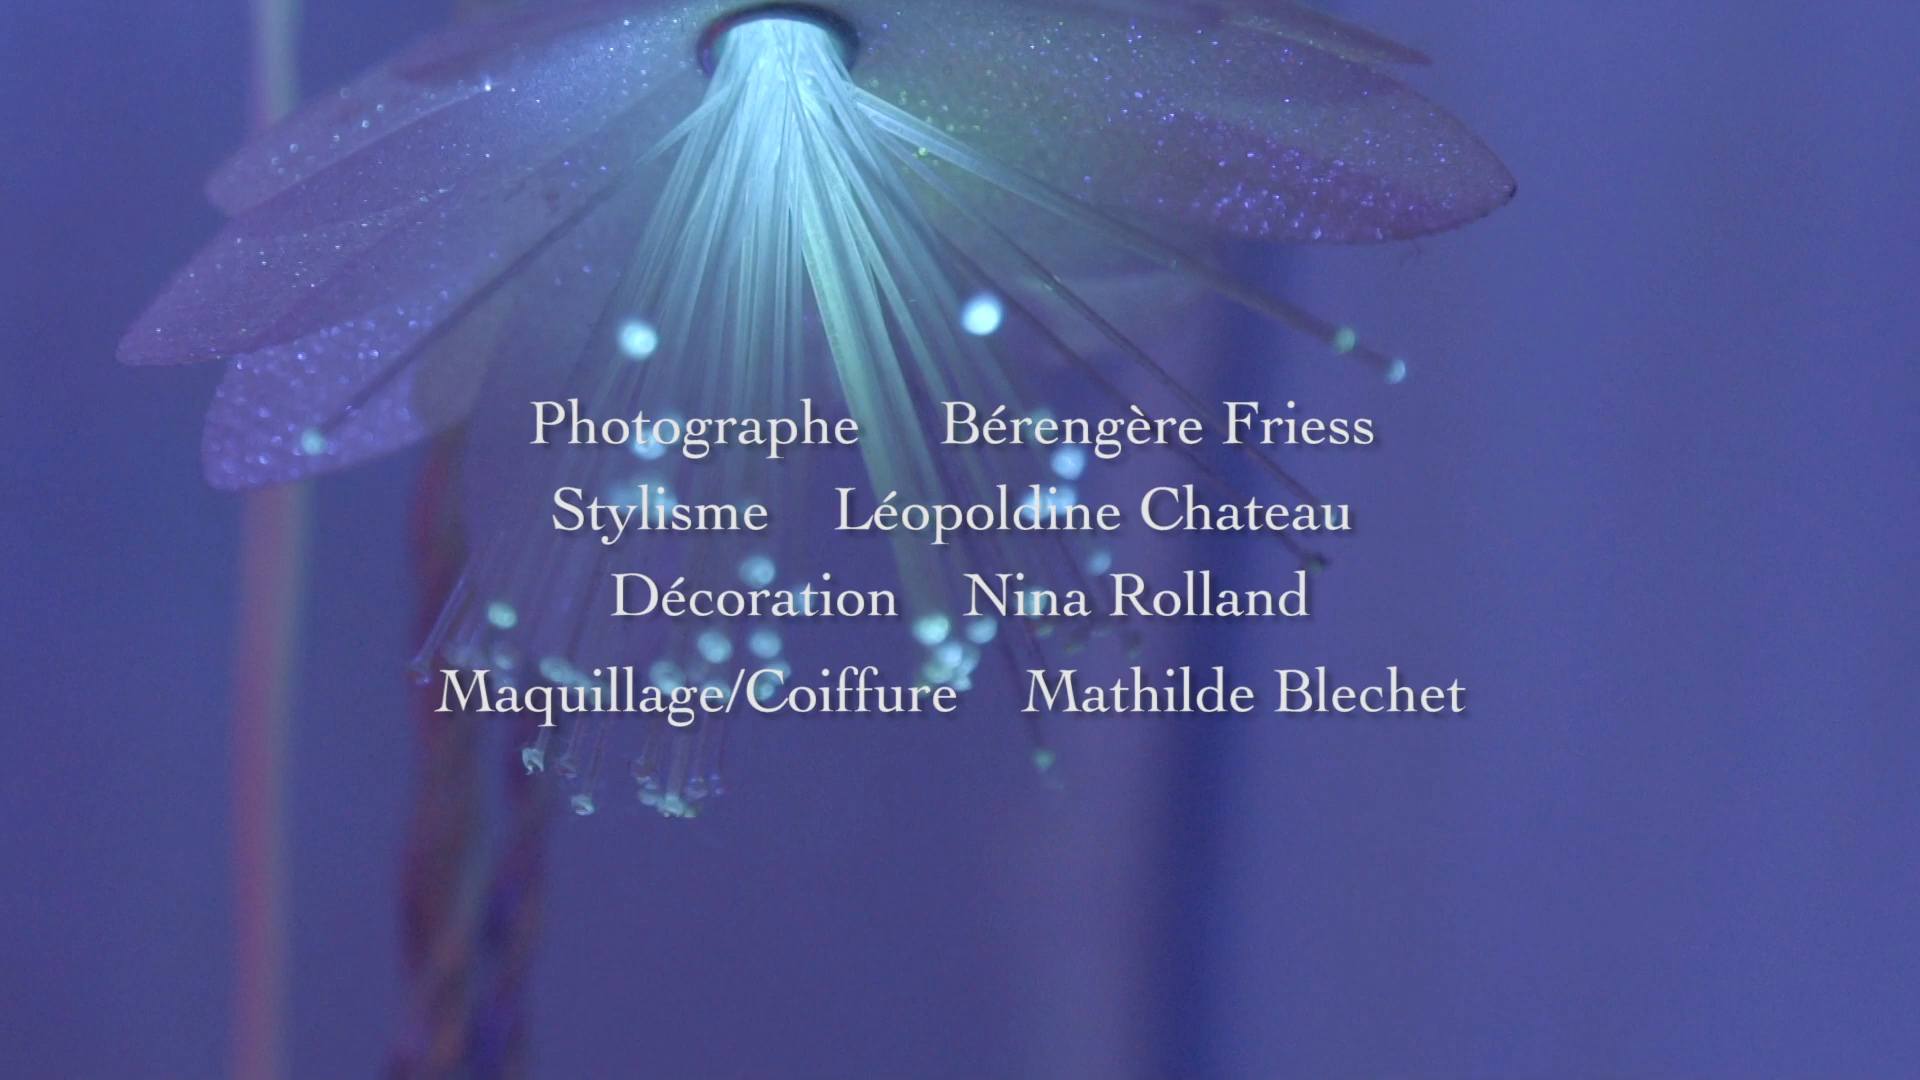 Photographe Bérengère Friess
Stylisme Léopoldine Chateau
Décoration Nina Rolland
Maquillage/Coiffure Mathilde Blechet